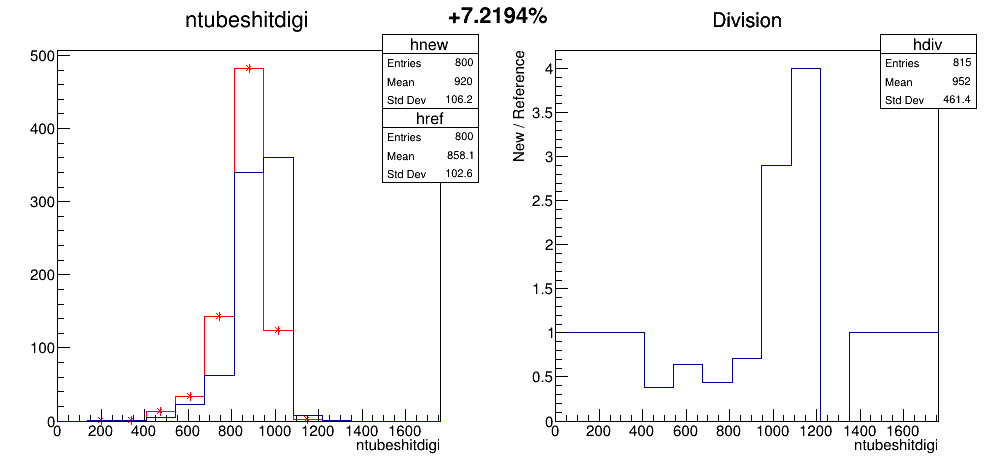 ntubeshitdigi
+7.2194%
Division
hnew
Entries 800
Mean 920
Std Dev 106.2
href
Entries 800
Mean 858.1
Std Dev 102.6
500
400
300
200
100
0
0 200 400 600 800 1000 1200 1400 1600
ntubeshitdigi
hdiv
Entries 815
Mean 952
Std Dev 461.4
New / Reference
4
3.5
3
2.5
2
1.5
1
0.5
0
0 200 400 600 800 1000 1200 1400 1600
ntubeshitdigi